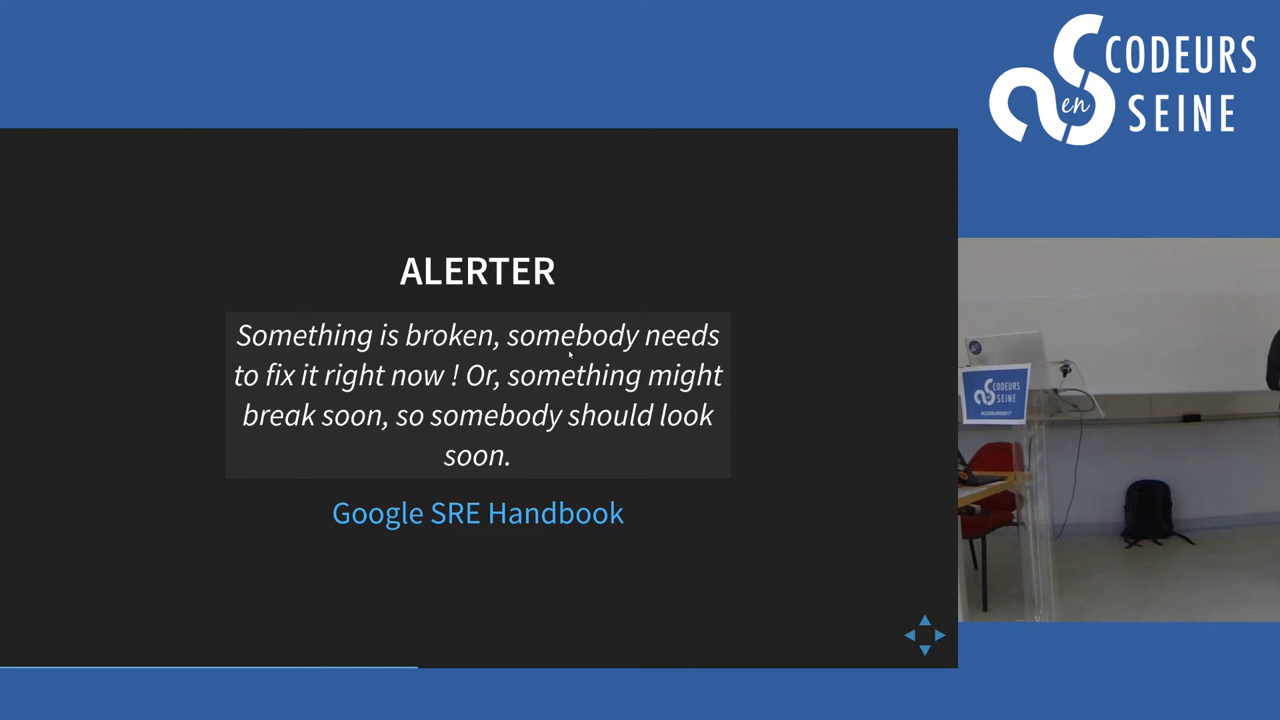 CODEURS
en
SEINE
ALERTER
Something is broken, somebody needs
to fix it right now ! Or, something might
break soon, so somebody should look
soon.
Google SRE Handbook
CODEURS
en
SEINE